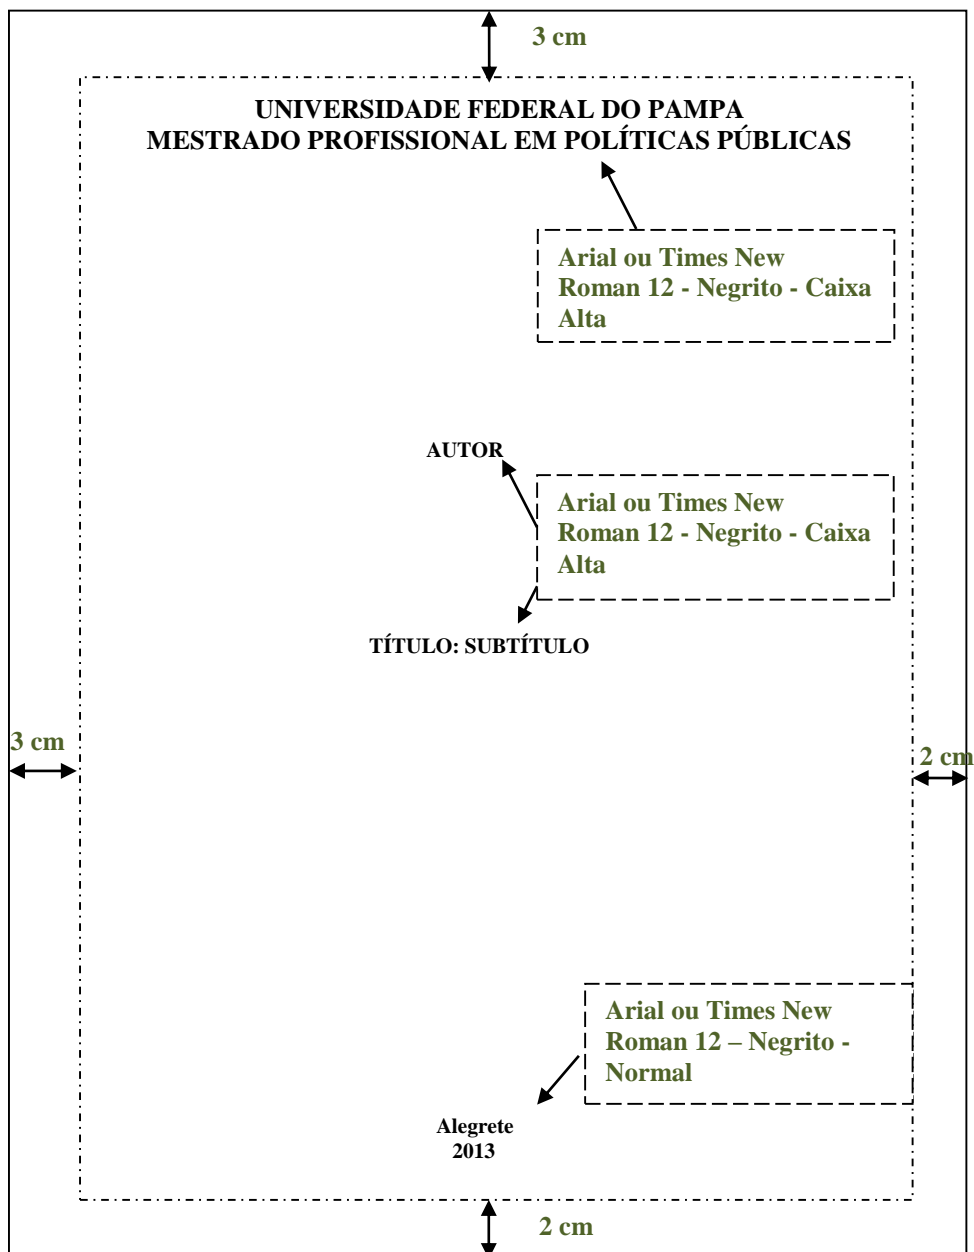 3 cm
UNIVERSIDADE FEDERAL DO PAMPA
MESTRADO PROFISSIONAL EM POLÍTICAS PÚBLICAS
Arial ou Times New
Roman 12 - Negrito - Caixa
Alta
AUTOR
Arial ou Times New
Roman 12 - Negrito - Caixa
Alta
TÍTULO: SUBTÍTULO
3 cm
2 cm
Arial ou Times New
Roman 12 – Negrito -
Normal
Alegrete
2013
2 cm